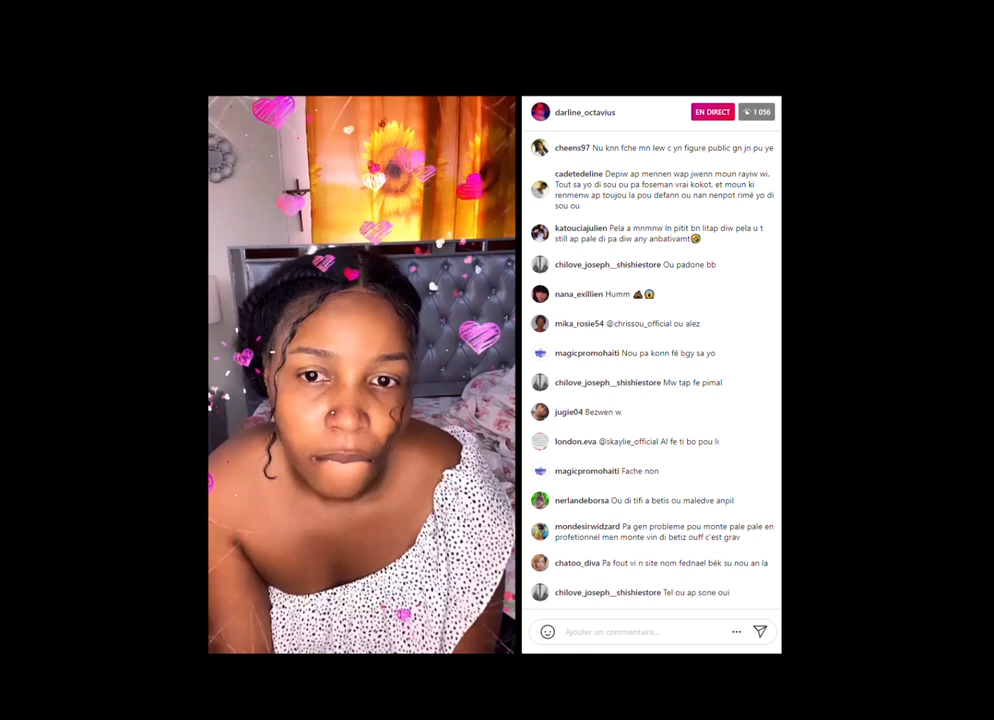 darline_octavius
EN DIRECT
1 056
cheens97 Nu knn fche mn lew c yn figure public gn jn pu ye
cadetedeline Depiw ap mennen wap jwenn moun rayiw wi.
Tout sa yo di sou ou pa foseman vrai kokot, et moun ki
renmenw ap toujou la pou defann ou nan nenpot rimé yo di
sou ou
katouciajulien Pela a mnmnw ln pitit bn litap diw pela u t
still ap pale di pa diw any anbativamt🤣
chilove_joseph__shishiestore Ou padone bb
nana_exillien Humm 💩😱
mika_rosie54 @chrissou_official ou alez
magicpromohaiti Nou pa konn fè bgy sa yo
chilove_joseph__shishiestore Mw tap fe pimal
jugie04 Bezwen w
london.eva @skaylie_official Al fe ti bo pou li
magicpromohaiti Fache non
nerlandeborsa Ou di tifi a betis ou maledve anpil
mondesirwidzard Pa gen probleme pou monte pale pale en
profetionnel men monte vin di betiz ouff c'est grav
chatoo_diva Pa fout vi n site nom fednael bèk su nou an la
chilove_joseph__shishiestore Tel ou ap sone oui
Ajouter un commentaire...